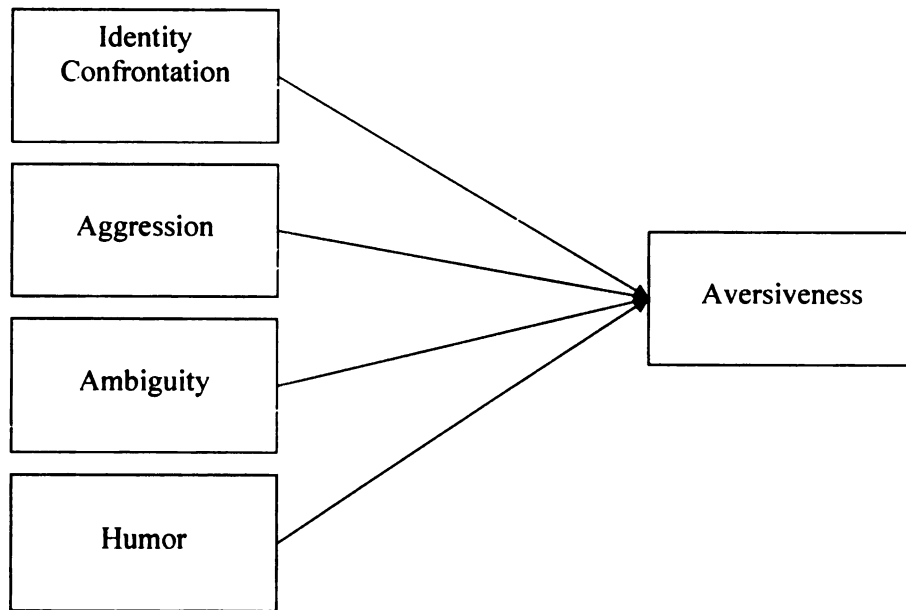 Identity
Confrontation
Aggression
Aversiveness
Ambiguity
Humor